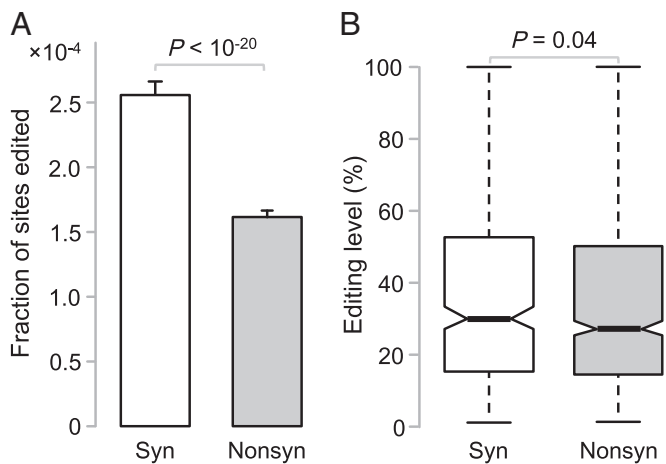 A
×10-4
P < 10-20
Fraction of sites edited
2.5
2.0
1.5
1.0
0.5
0
Syn
Nonsyn
B
P = 0.04
Editing level (%)
100
80
60
40
20
0
Syn
Nonsyn